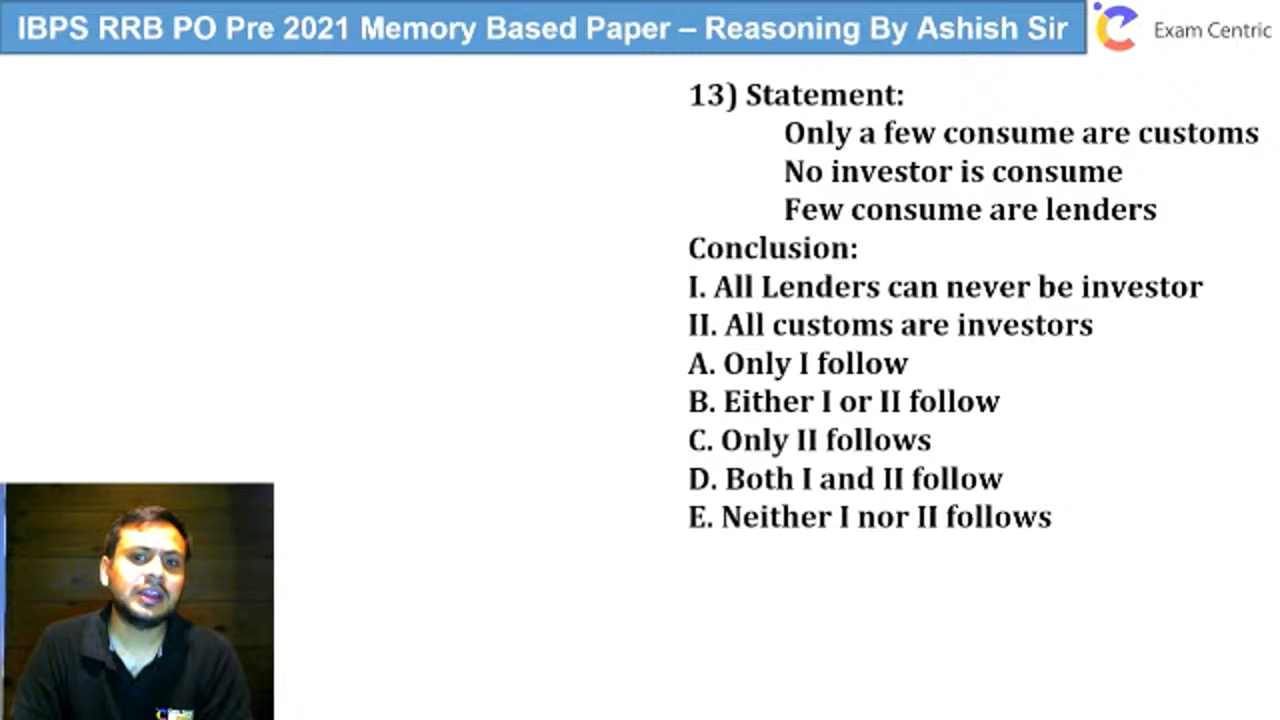 IBPS RRB PO Pre 2021 Memory Based Paper – Reasoning By Ashish Sir
Exam Centric
13) Statement:
Only a few consume are customs
No investor is consume
Few consume are lenders
Conclusion:
I. All Lenders can never be investor
II. All customs are investors
A. Only I follow
B. Either I or II follow
C. Only II follows
D. Both I and II follow
E. Neither I nor II follows